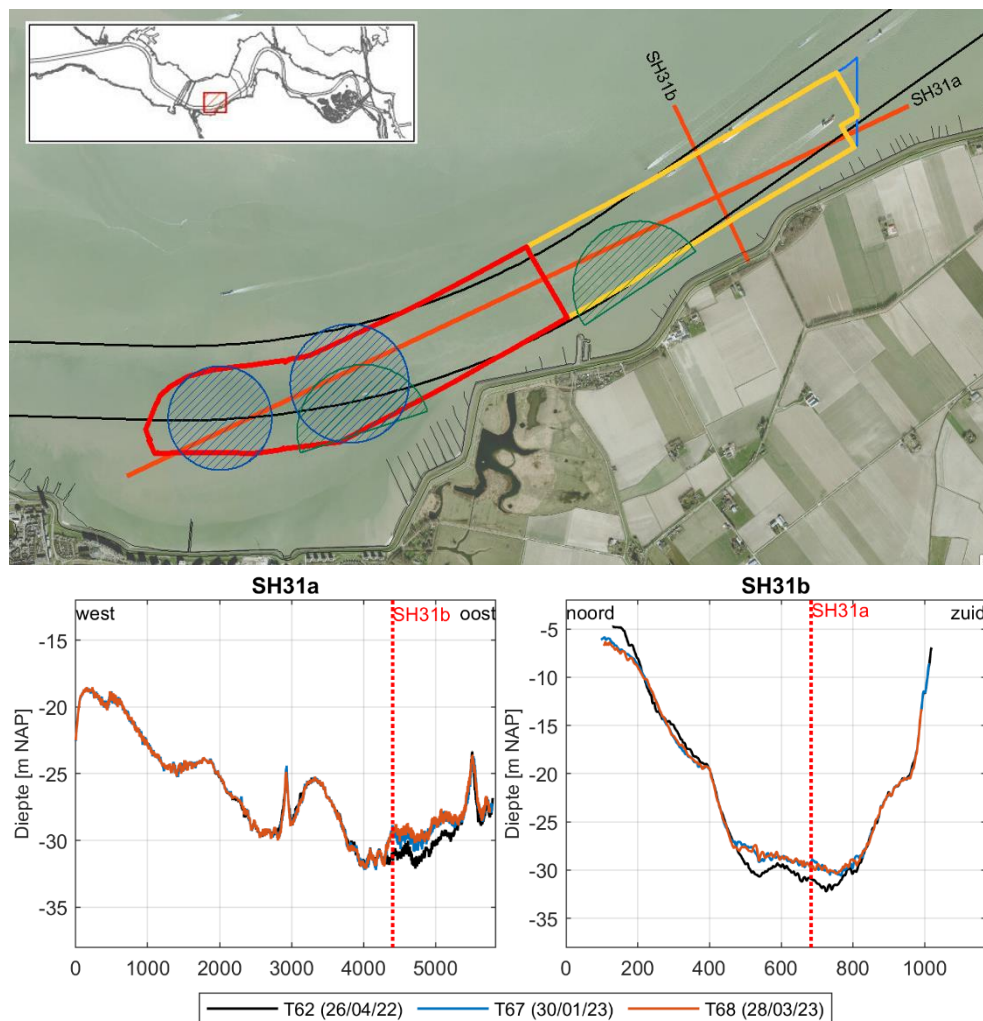 SH31b
SH31a
SH31a
west
SH31b
oost
-15
-20
-25
-30
-35
Diepte [m NAP]
0 1000 2000 3000 4000 5000
SH31b
noord
SH31a
zuid
-5
-10
-15
-20
-25
-30
-35
Diepte [m NAP]
0 200 400 600 800 1000
T62 (26/04/22) T67 (30/01/23) T68 (28/03/23)